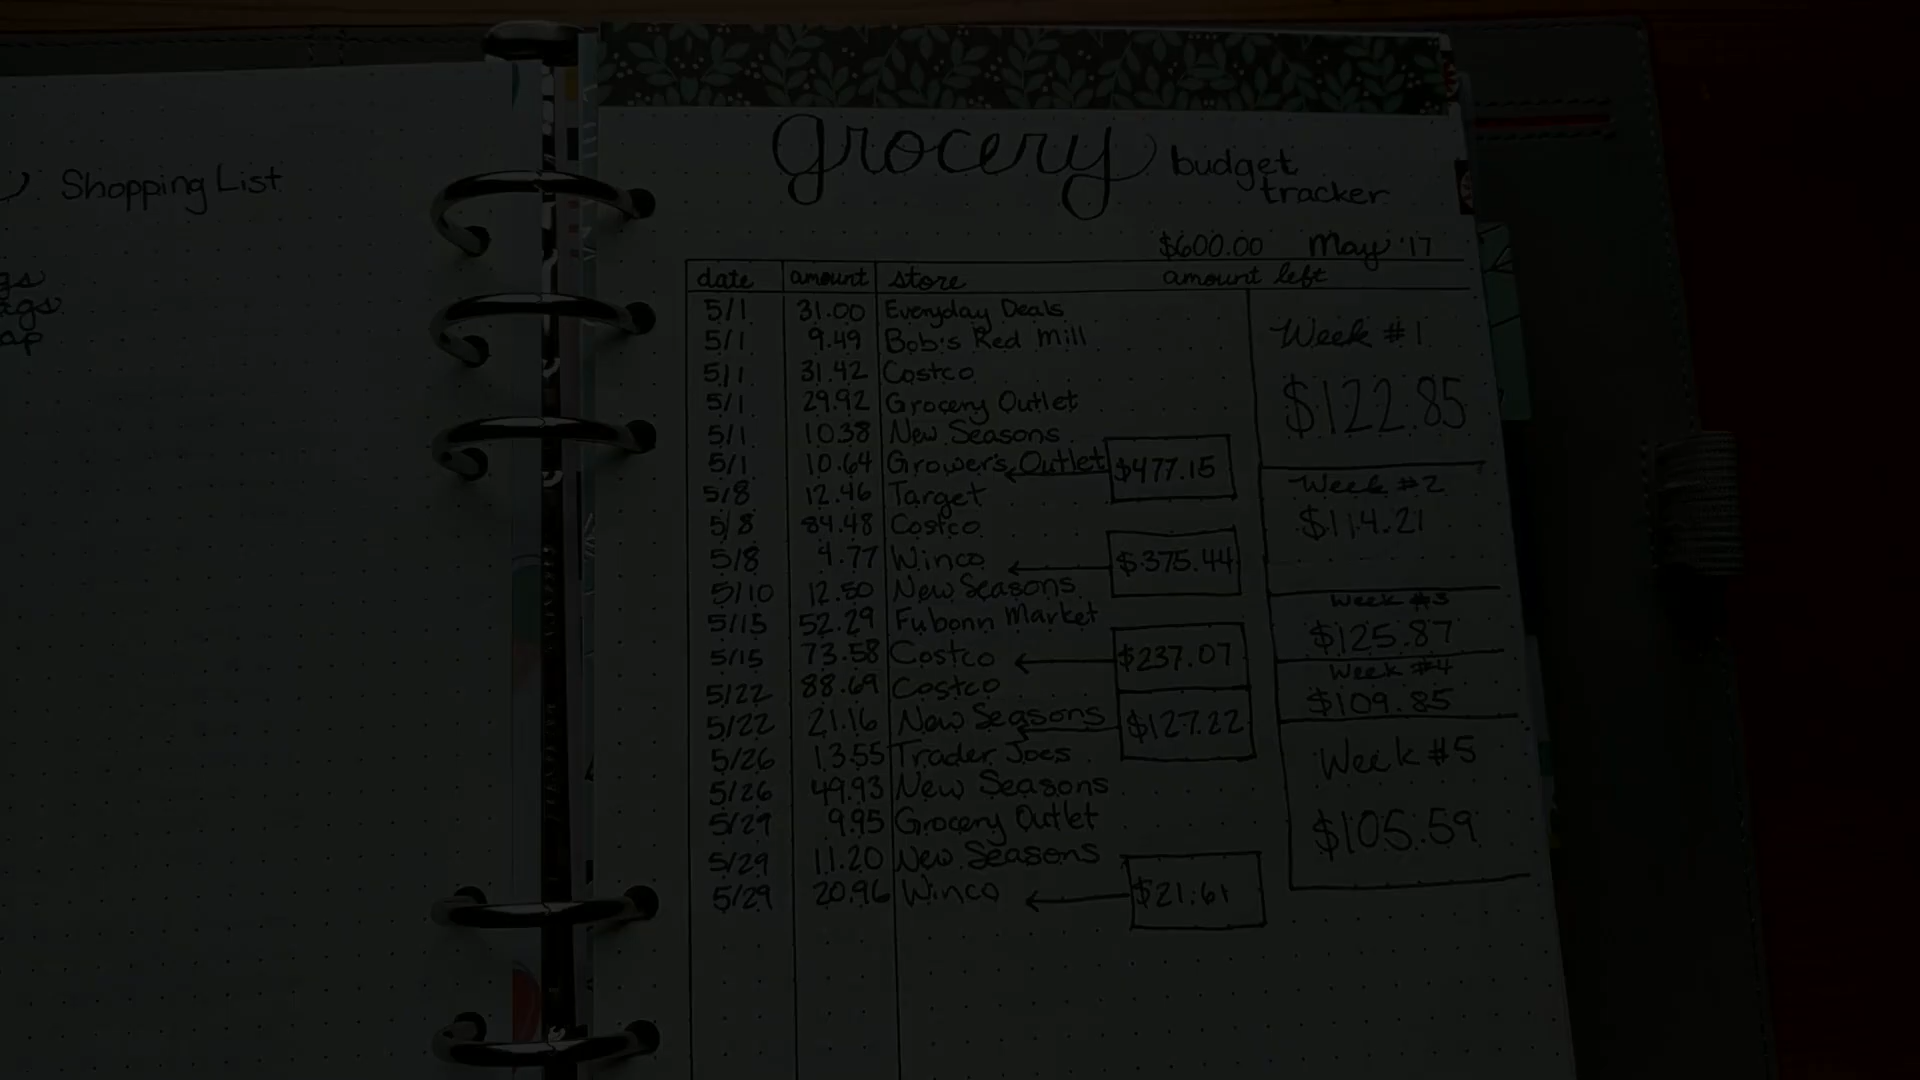 Shopping List
gs
ags
ap
grocery budget
tracker
$600.00 May '17
date amount store amount left
5/1 31.00 Everyday Deals
5/1 9.49 Bob's Red Mill
5/1 31.42 Costco
5/1 29.92 Grocery Outlet
5/1 10.38 New Seasons
5/1 10.64 Grower's Outlet $477.15
5/8 12.46 Target
5/8 84.48 Costco
5/8 4.77 Winco $375.44
5/10 12.50 New Seasons
5/15 52.29 Fubonn Market
5/15 73.58 Costco $237.07
5/22 88.69 Costco
5/22 21.16 New Seasons $127.22
5/26 13.55 Trader Joes
5/26 49.93 New Seasons
5/29 9.95 Grocery Outlet
5/29 11.20 New Seasons
5/29 20.96 Winco $21.61
Week #1
$122.85
Week #2
$114.21
Week #3
$125.87
Week #4
$109.85
Week #5
$105.59